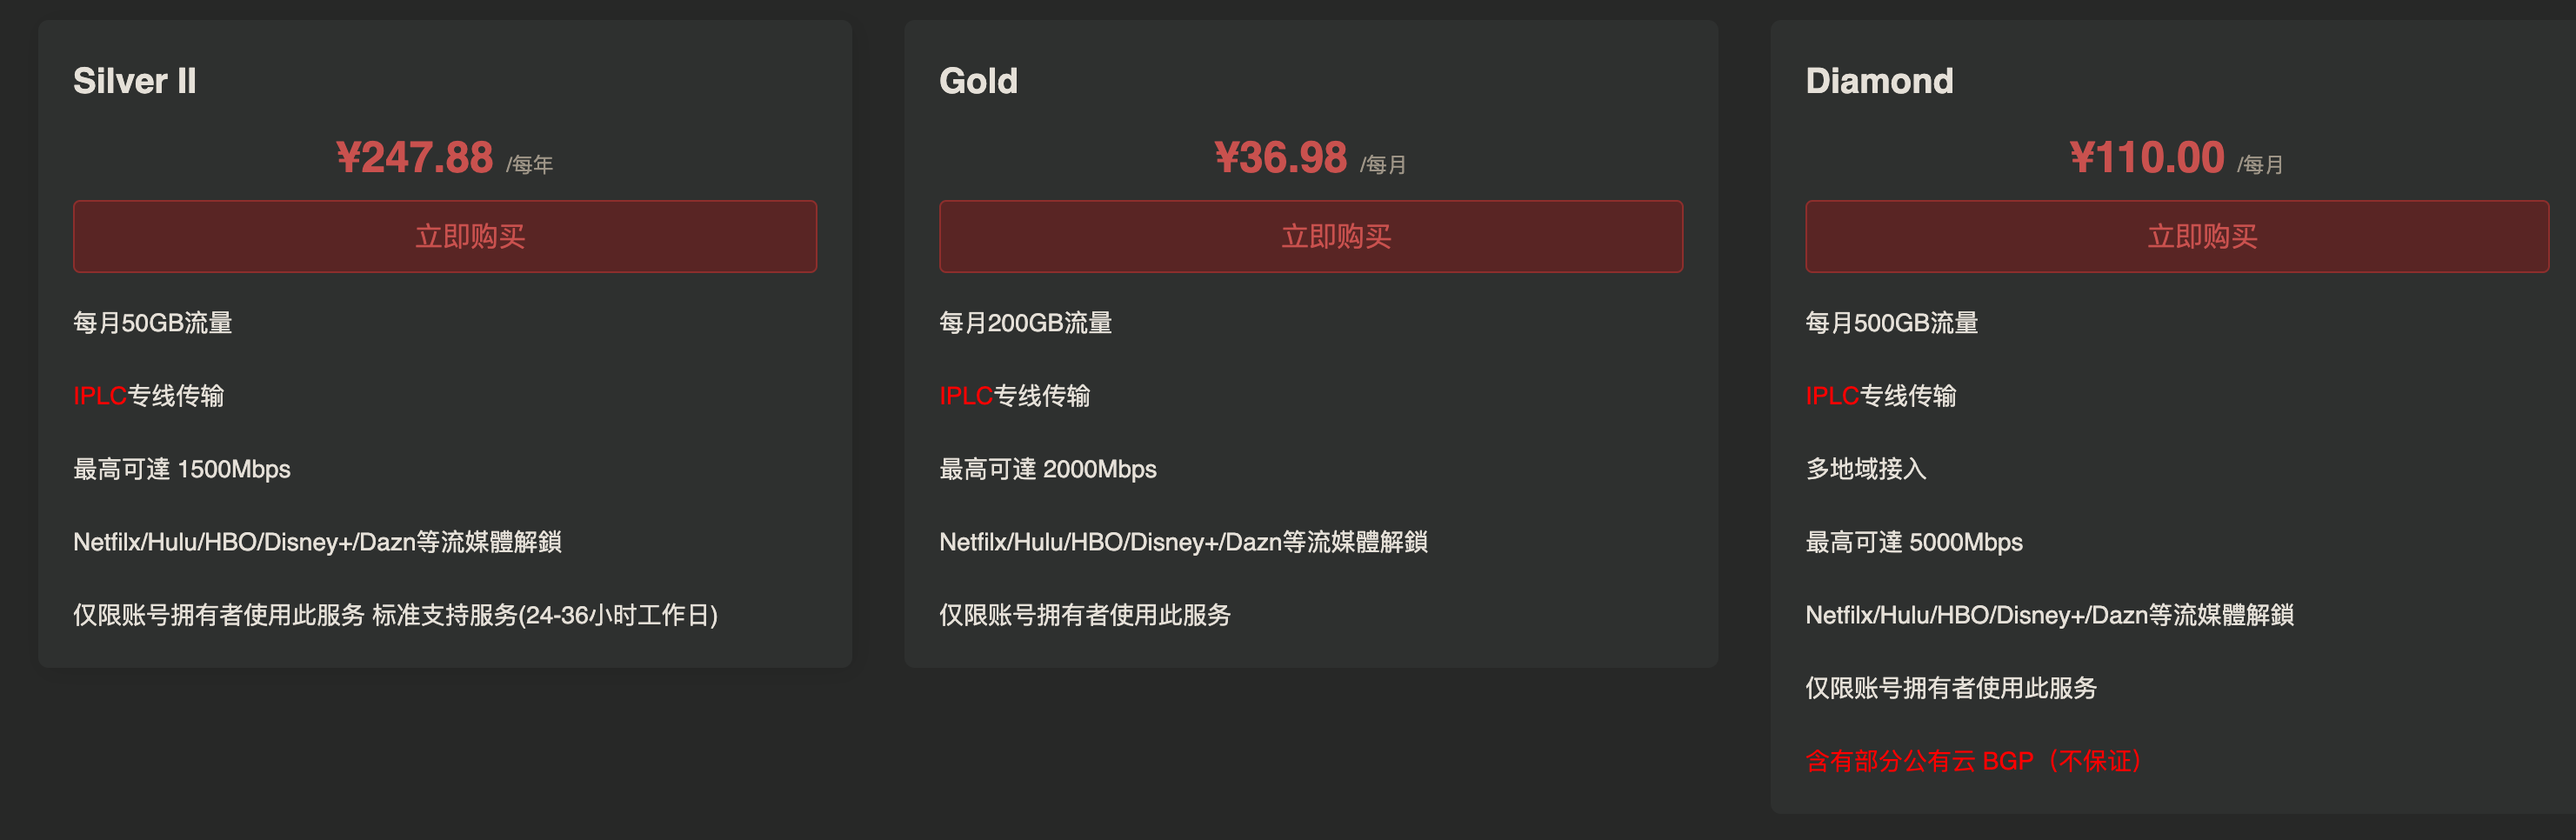 Silver II
¥247.88 /每年
立即购买
每月50GB流量
IPLC专线传输
最高可達 1500Mbps
Netfilx/Hulu/HBO/Disney+/Dazn等流媒體解鎖
仅限账号拥有者使用此服务 标准支持服务(24-36小时工作日)
Gold
¥36.98 /每月
立即购买
每月200GB流量
IPLC专线传输
最高可達 2000Mbps
Netfilx/Hulu/HBO/Disney+/Dazn等流媒體解鎖
仅限账号拥有者使用此服务
Diamond
¥110.00 /每月
立即购买
每月500GB流量
IPLC专线传输
多地域接入
最高可達 5000Mbps
Netfilx/Hulu/HBO/Disney+/Dazn等流媒體解鎖
仅限账号拥有者使用此服务
含有部分公有云 BGP（不保证）